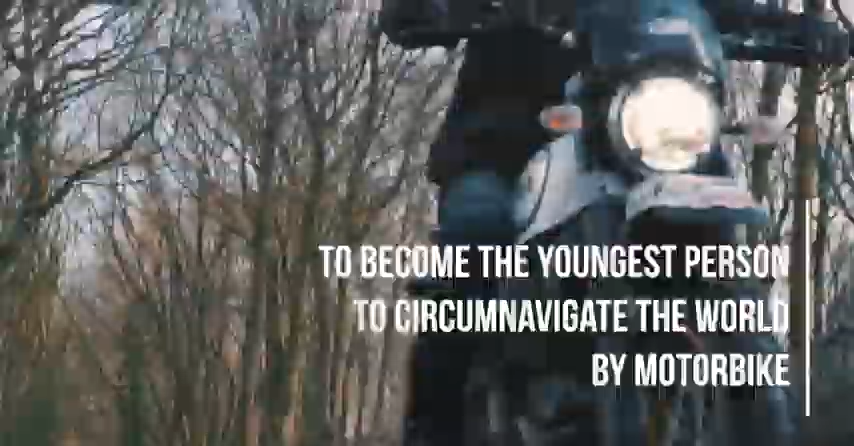 TO BECOME THE YOUNGEST PERSON
TO CIRCUMNAVIGATE THE WORLD
BY MOTORBIKE